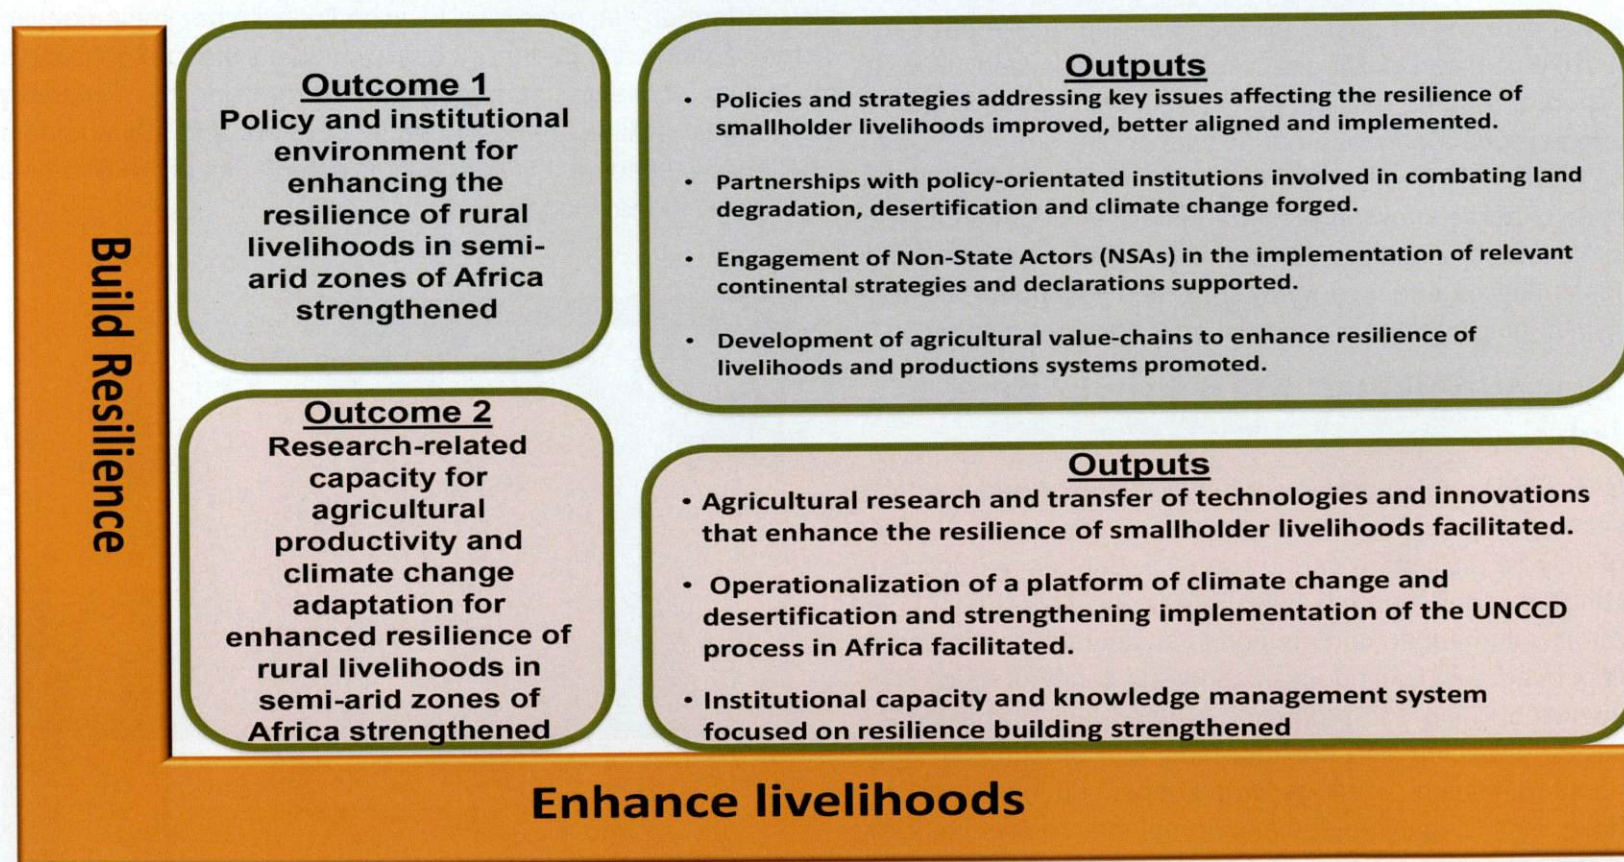 Build Resilience
Outcome 1
Policy and institutional
environment for
enhancing the
resilience of rural
livelihoods in semi-
arid zones of Africa
strengthened
Outputs
• Policies and strategies addressing key issues affecting the resilience of
smallholder livelihoods improved, better aligned and implemented.
• Partnerships with policy-orientated institutions involved in combating land
degradation, desertification and climate change forged.
• Engagement of Non-State Actors (NSAs) in the implementation of relevant
continental strategies and declarations supported.
• Development of agricultural value-chains to enhance resilience of
livelihoods and productions systems promoted.
Outcome 2
Research-related
capacity for
agricultural
productivity and
climate change
adaptation for
enhanced resilience of
rural livelihoods in
semi-arid zones of
Africa strengthened
Outputs
• Agricultural research and transfer of technologies and innovations
that enhance the resilience of smallholder livelihoods facilitated.
• Operationalization of a platform of climate change and
desertification and strengthening implementation of the UNCCD
process in Africa facilitated.
• Institutional capacity and knowledge management system
focused on resilience building strengthened
Enhance livelihoods